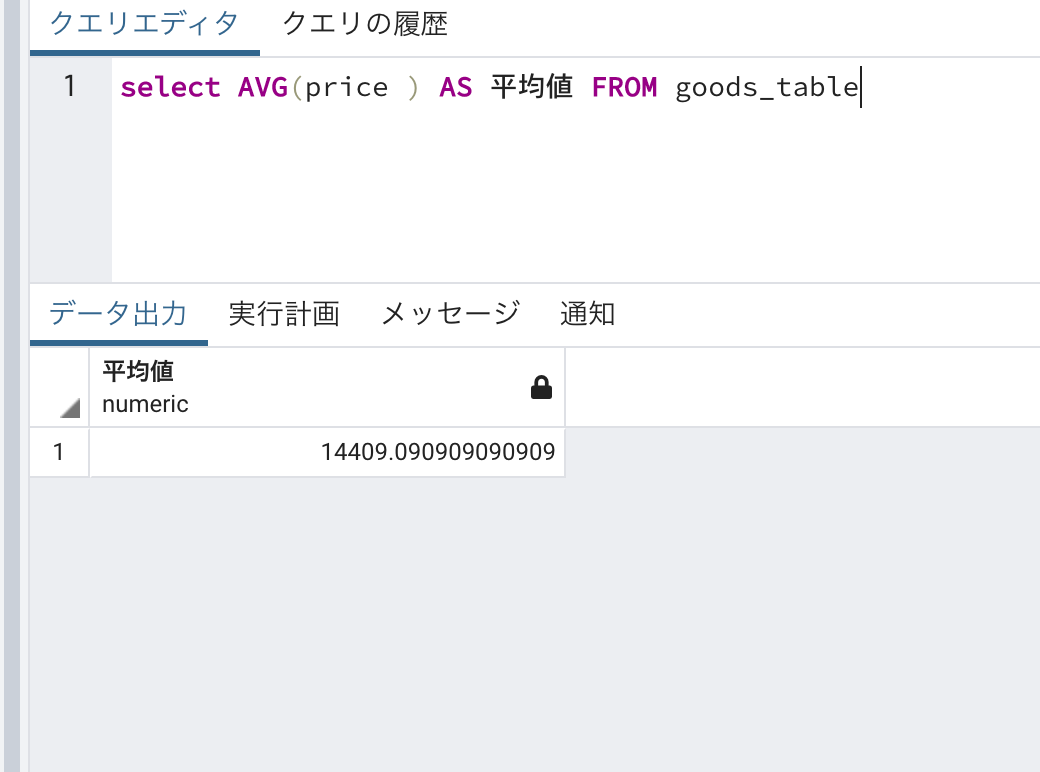 クエリエディタ クエリの履歴
1 select AVG(price ) AS 平均値 FROM goods_table
データ出力 実行計画 メッセージ 通知
平均値
numeric
1 14409.090909090909